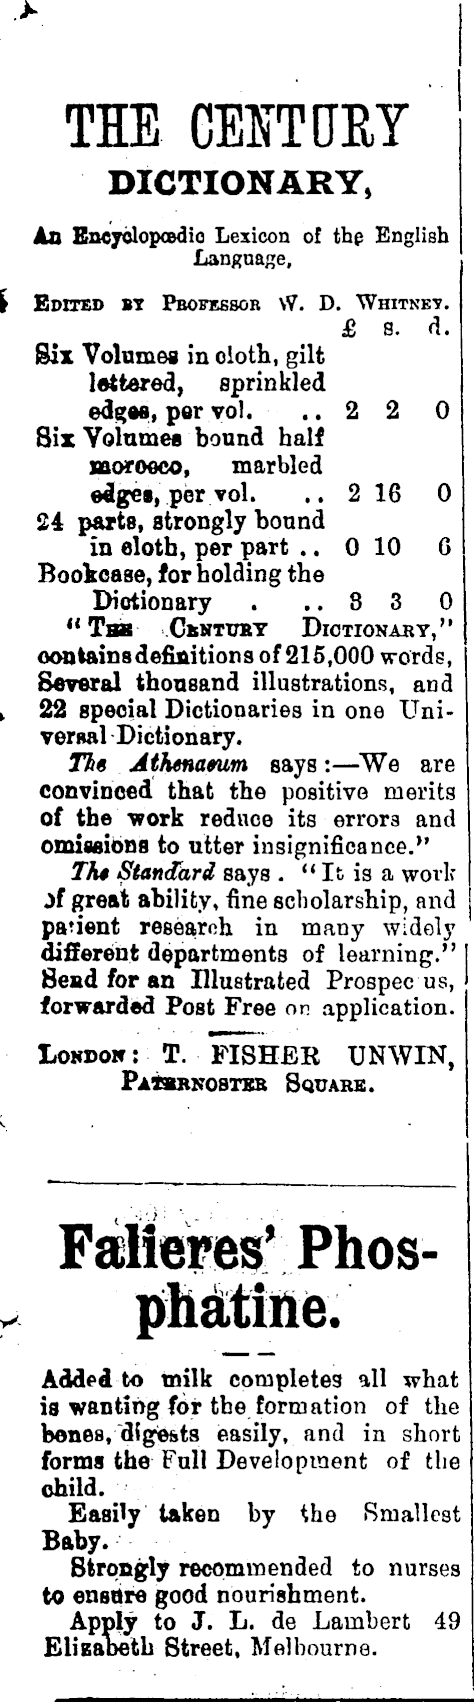 THE CENTURY
DICTIONARY,
An Encyclopœdic Lexicon of the English
Language,
EDITED BY PROFESSOR W. D. WHITNEY.
£ s. d.
Six Volumes in cloth, gilt
lettered, sprinkled
edges, per vol. .. 2 2 0
Six Volumes bound half
morocco, marbled
edges, per vol. .. 2 16 0
24 parts, strongly bound
in cloth, per part .. 0 10 6
Bookcase, for holding the
Dictionary . .. 3 3 0
"THE CENTURY DICTIONARY,"
contains definitions of 215,000 words,
Several thousand illustrations, and
22 special Dictionaries in one Uni-
versal Dictionary.
The Athenaeum says:—We are
convinced that the positive merits
of the work reduce its errors and
omissions to utter insignificance."
The Standard says. "It is a work
of great ability, fine scholarship, and
patient research in many widely
different departments of learning."
Send for an Illustrated Prospec us,
forwarded Post Free on application.
LONDON: T. FISHER UNWIN,
PATERNOSTER SQUARE.
Falieres' Phos-
phatine.
Added to milk completes all what
is wanting for the formation of the
bones, digests easily, and in short
forms the Full Development of the
child.
Easily taken by the Smallest
Baby.
Strongly recommended to nurses
to ensure good nourishment.
Apply to J. L. de Lambert 49
Elizabeth Street, Melbourne.